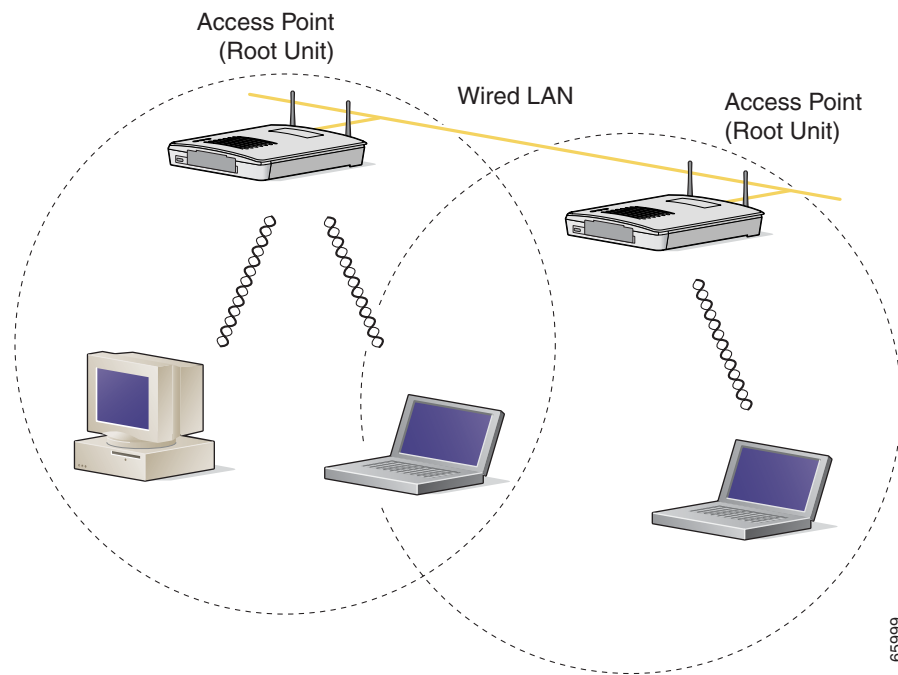 Access Point
(Root Unit)
Wired LAN
Access Point
(Root Unit)
65999